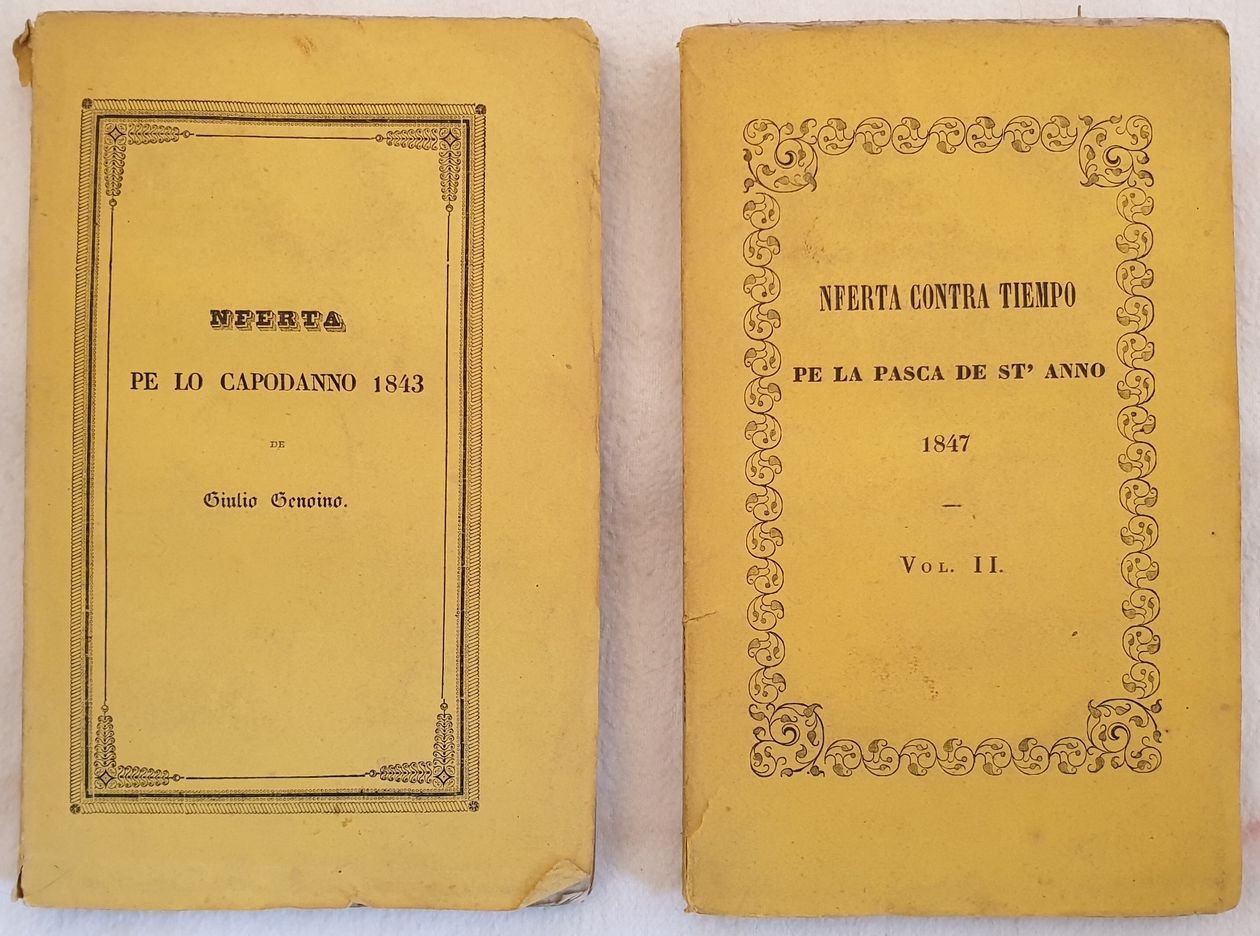 NFERTA
PE LO CAPODANNO 1843
DE
Giulio Genoino.
NFERTA CONTRA TIEMPO
PE LA PASCA DE ST' ANNO
1847
—
VOL. II.